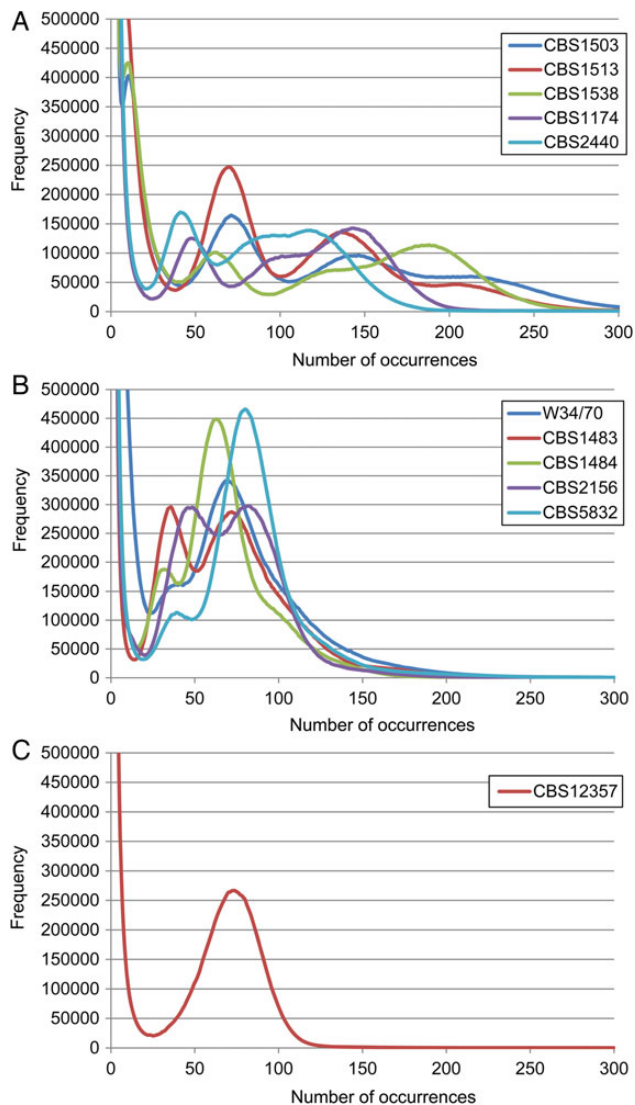 A
500000
450000
400000
350000
300000
250000
200000
150000
100000
50000
0
Frequency
CBS1503
CBS1513
CBS1538
CBS1174
CBS2440
0 50 100 150 200 250 300
Number of occurrences
B
500000
450000
400000
350000
300000
250000
200000
150000
100000
50000
0
Frequency
W34/70
CBS1483
CBS1484
CBS2156
CBS5832
0 50 100 150 200 250 300
Number of occurrences
C
500000
450000
400000
350000
300000
250000
200000
150000
100000
50000
0
Frequency
CBS12357
0 50 100 150 200 250 300
Number of occurrences